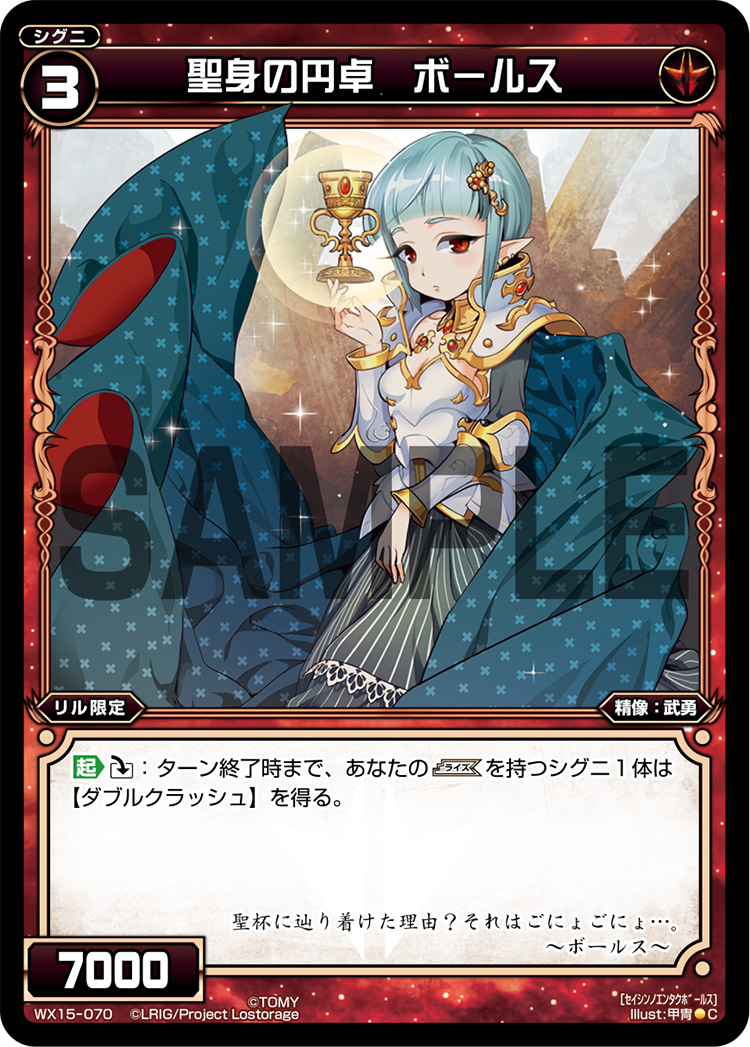 シグニ
3
聖身の円卓　ボールス
SAMPLE
リル限定
精像：武勇
起：ターン終了時まで、あなたのライズを持つシグニ１体は
【ダブルクラッシュ】を得る。
聖杯に辿り着けた理由？それはごにょごにょ…。
～ボールス～
7000
©TOMY
[セイシンノエンタクボールス]
WX15-070 ©LRIG/Project Lostorage
Illust:甲冑 C